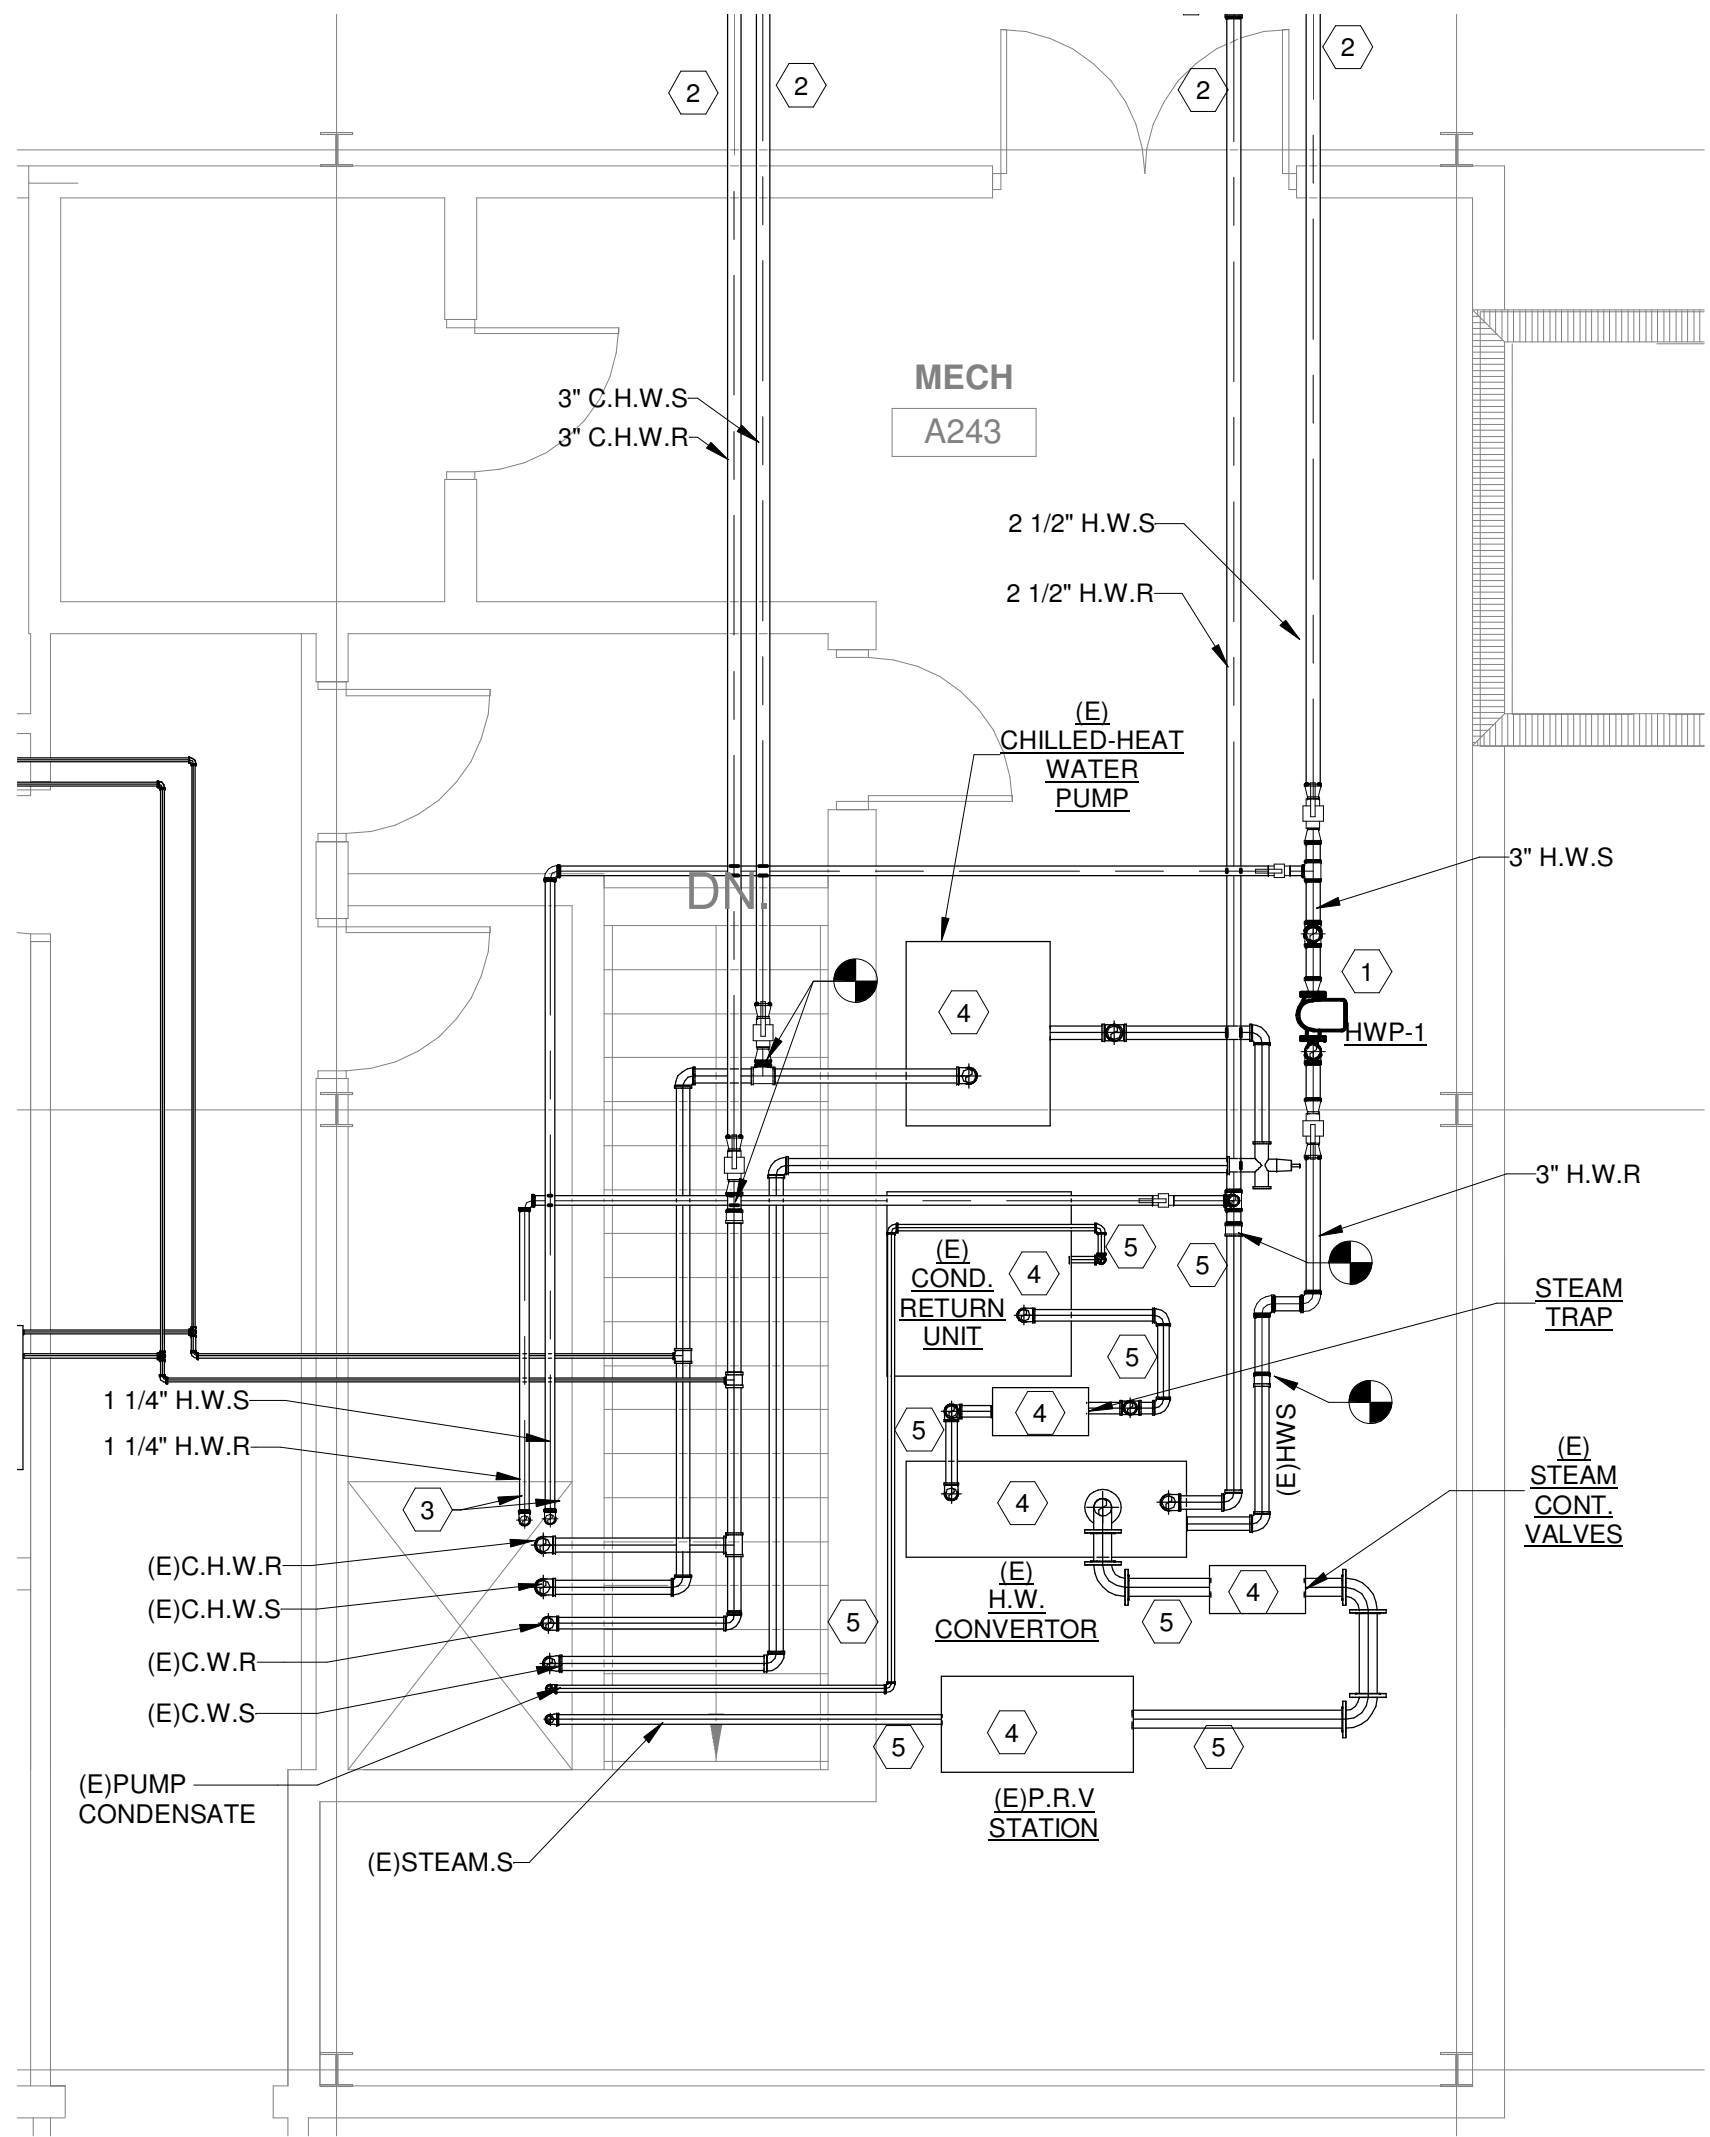 2
2
2
2
MECH
A243
3" C.H.W.S
3" C.H.W.R
2 1/2" H.W.S
2 1/2" H.W.R
(E)
CHILLED-HEAT
WATER
PUMP
3" H.W.S
DN.
1
4
HWP-1
3" H.W.R
5
5
(E)
COND.
RETURN
UNIT
4
STEAM
TRAP
5
1 1/4" H.W.S
1 1/4" H.W.R
5
4
(E)HWS
(E)
STEAM
CONT.
VALVES
3
4
(E)C.H.W.R
(E)C.H.W.S
(E)
H.W.
CONVERTOR
4
5
5
(E)C.W.R
(E)C.W.S
4
5
5
(E)PUMP
CONDENSATE
(E)P.R.V
STATION
(E)STEAM.S